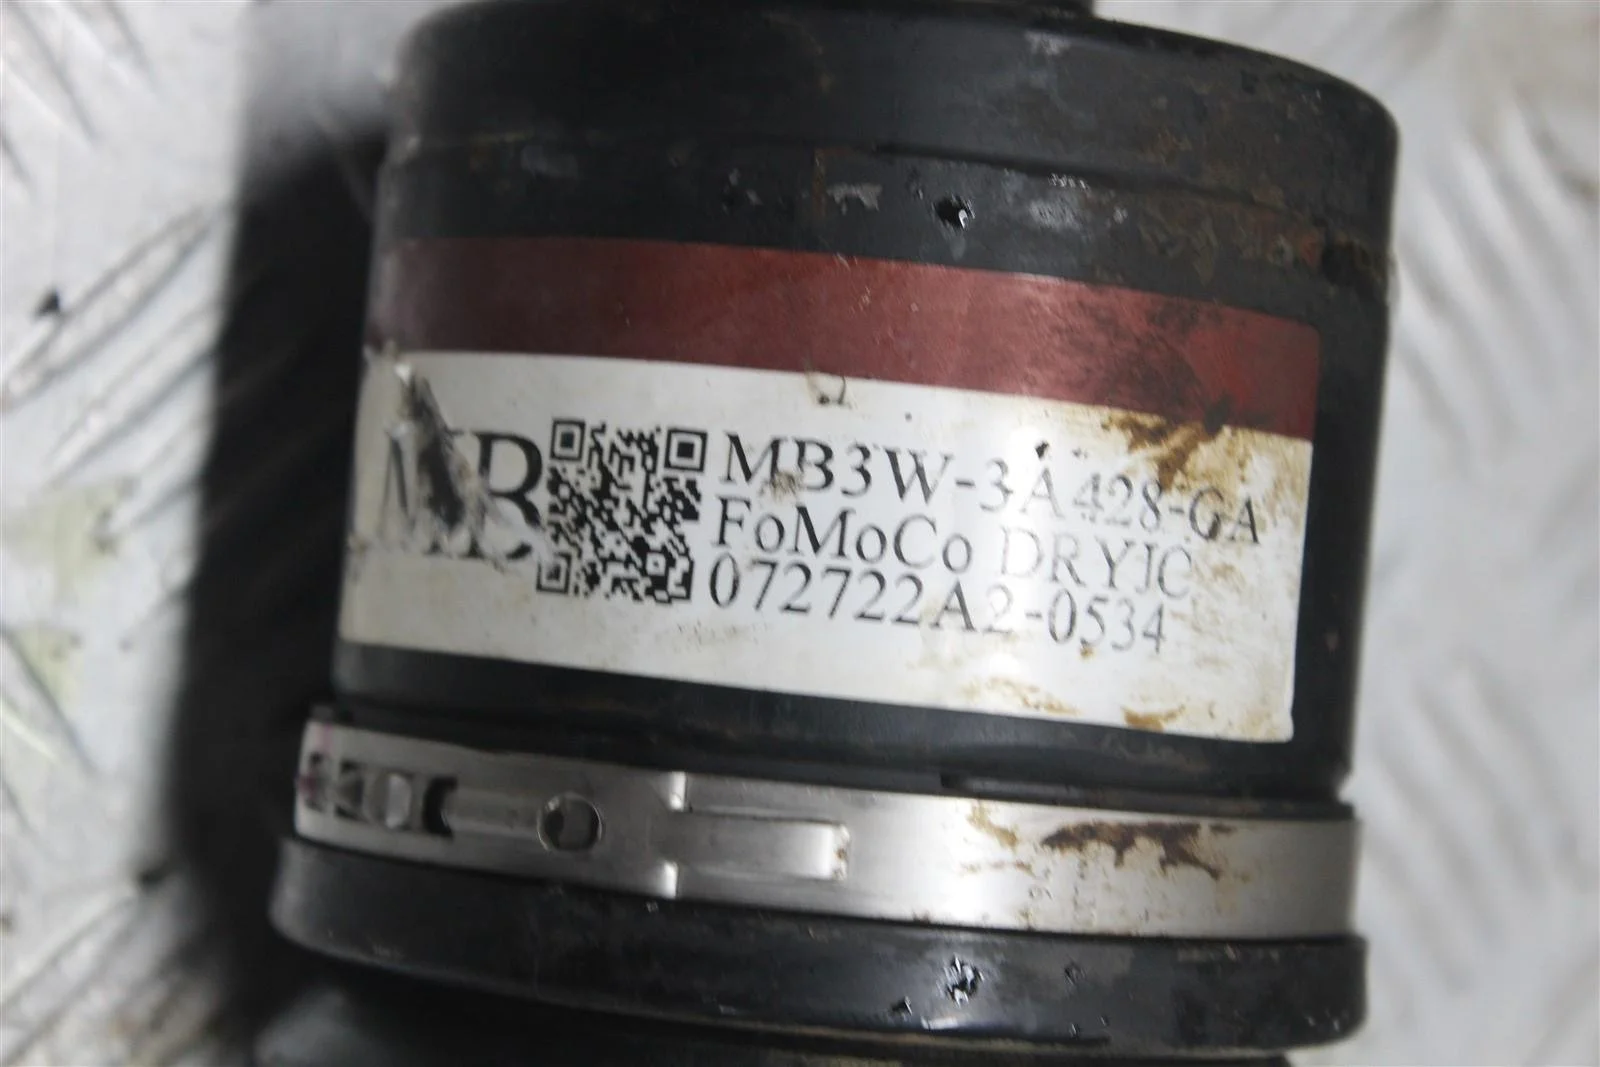 MB
MB3W-3A428-GA
FoMoCo DRYJC
072722A2-0534